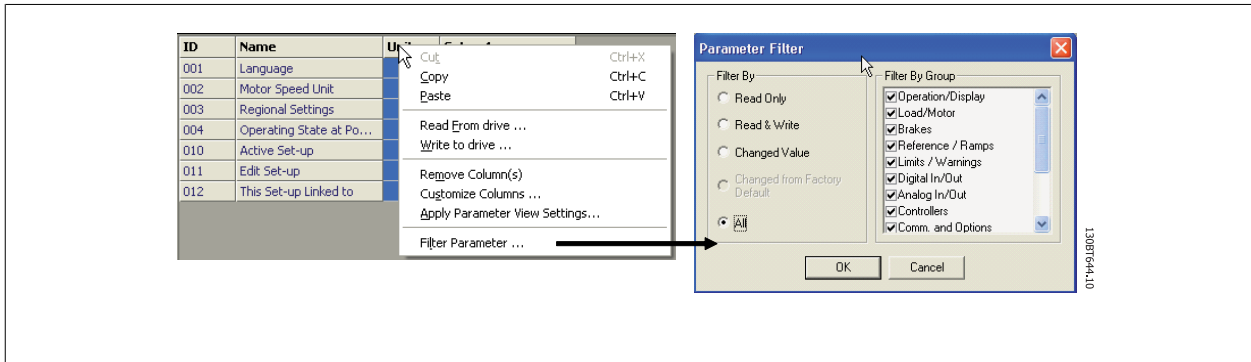 ID Name
001 Language
002 Motor Speed Unit
003 Regional Settings
004 Operating State at Po...
010 Active Set-up
011 Edit Set-up
012 This Set-up Linked to
Cut Ctrl+X
Copy Ctrl+C
Paste Ctrl+V
Read From drive ...
Write to drive ...
Remove Column(s)
Customize Columns ...
Apply Parameter View Settings...
Filter Parameter ...
Parameter Filter
Filter By
Read Only
Read & Write
Changed Value
Changed from Factory
Default
All
Filter By Group
Operation/Display
Load/Motor
Brakes
Reference / Ramps
Limits / Warnings
Digital In/Out
Analog In/Out
Controllers
Comm. and Options
OK Cancel
130BT644.10